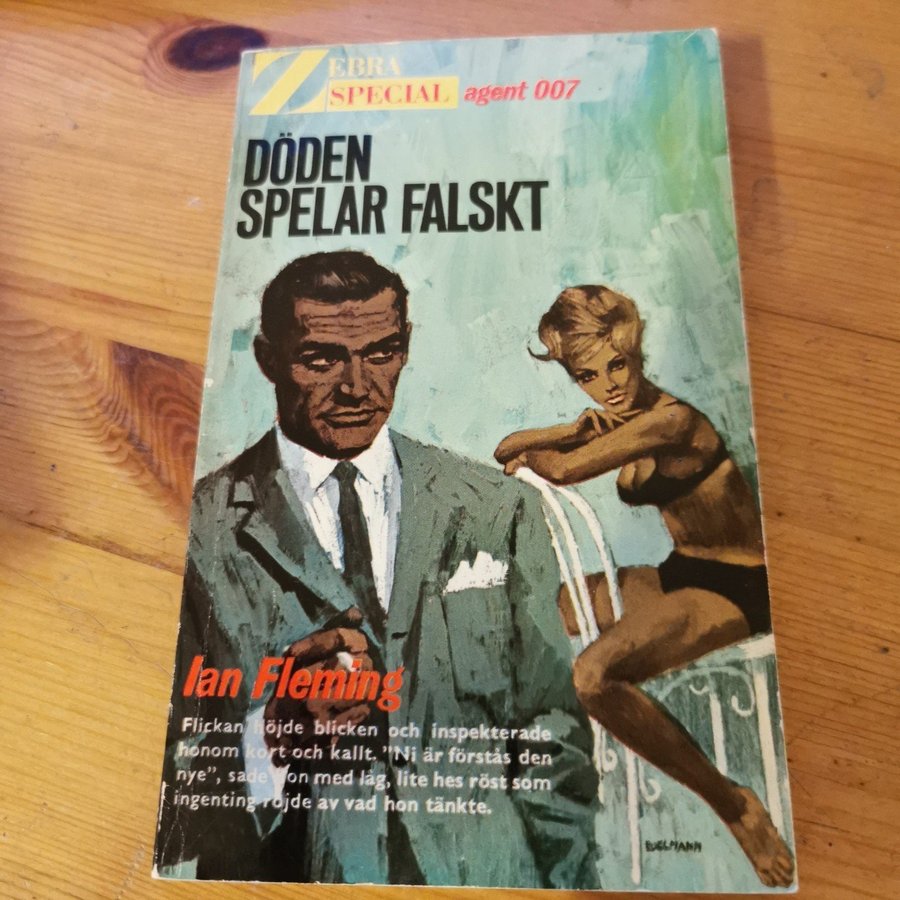 ZEBRA
SPECIAL agent 007
DÖDEN
SPELAR FALSKT
Ian Fleming
Flickan höjde blicken och inspekterade
honom kort och kallt. "Ni är förstås den
nye", sade hon med låg, lite hes röst som
ingenting röjde av vad hon tänkte.